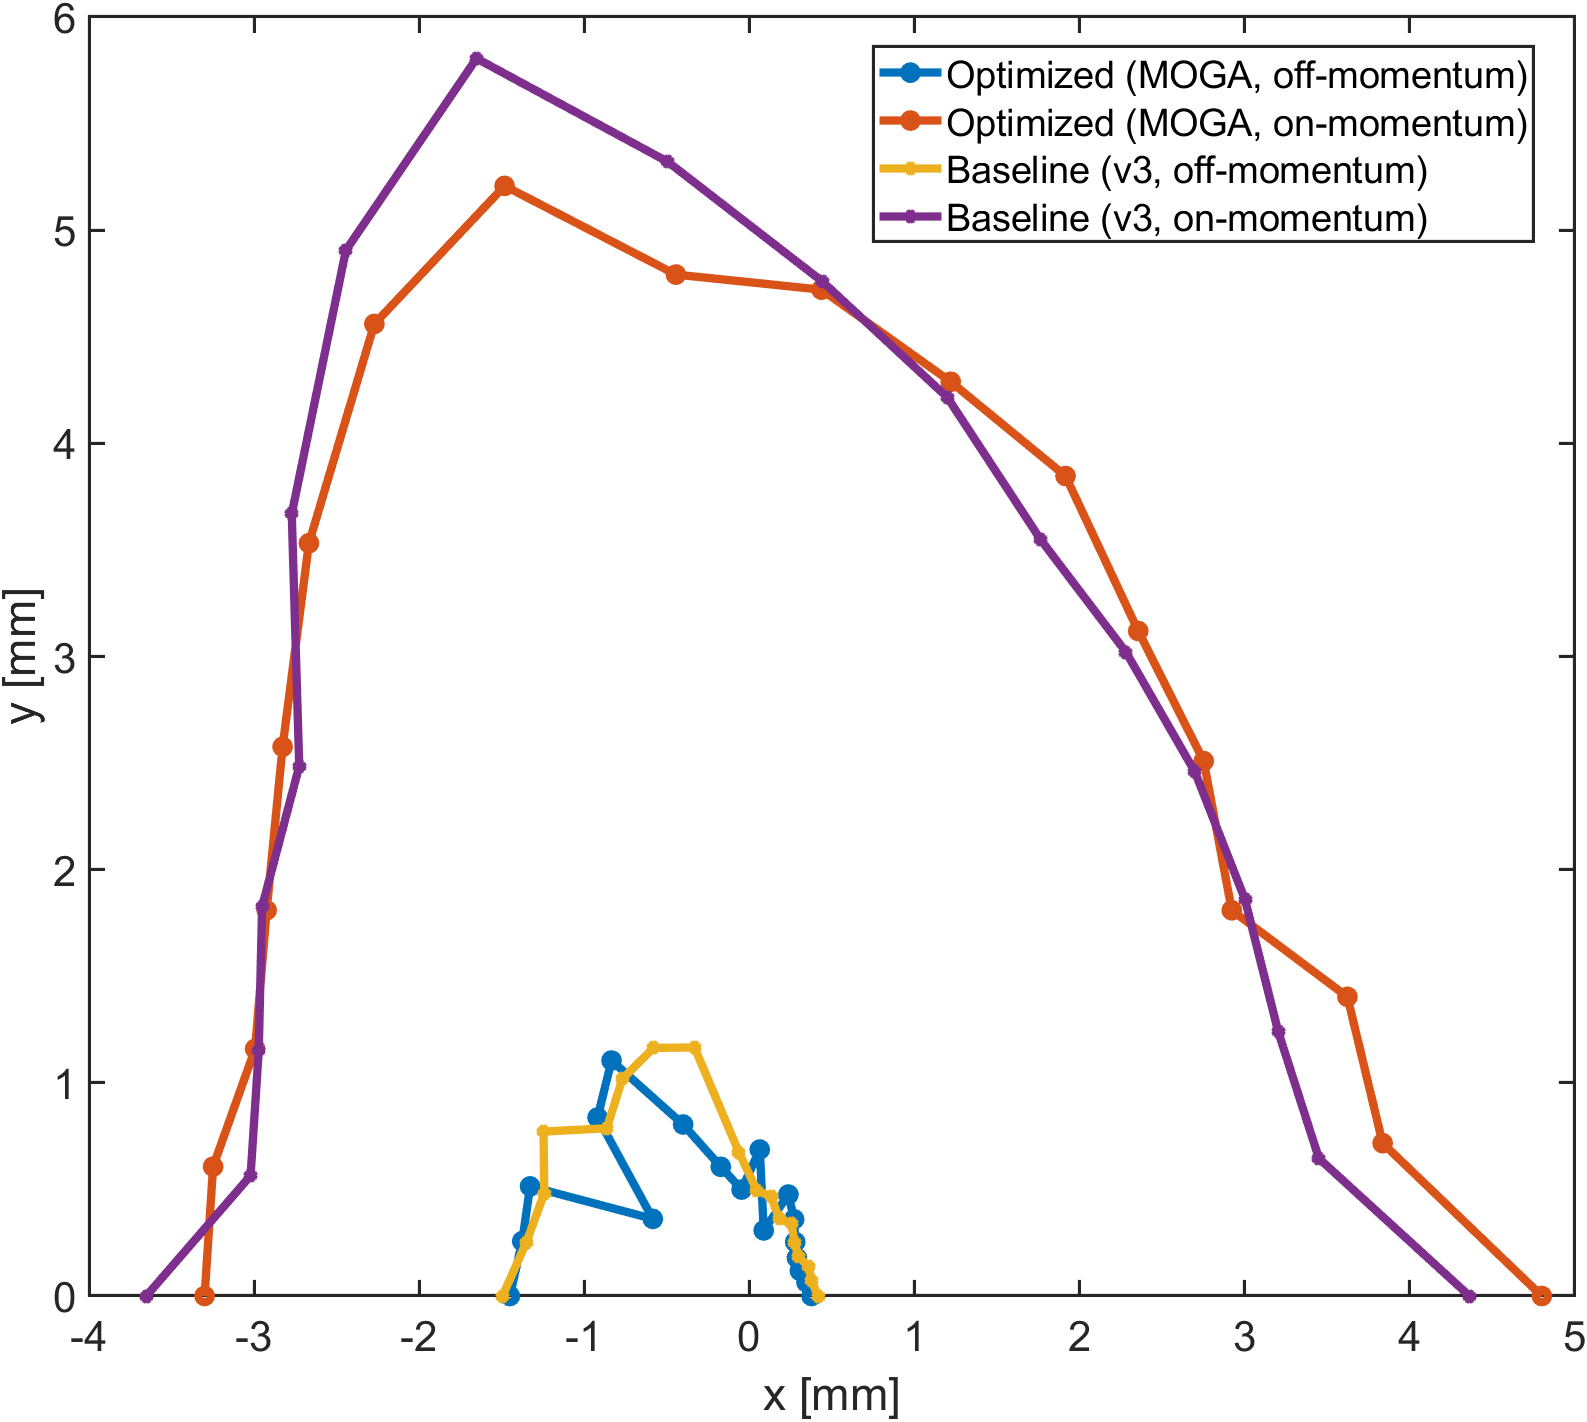 6
5
4
3
2
1
0
y [mm]
Optimized (MOGA, off-momentum)
Optimized (MOGA, on-momentum)
Baseline (v3, off-momentum)
Baseline (v3, on-momentum)
-4 -3 -2 -1 0 1 2 3 4 5
x [mm]